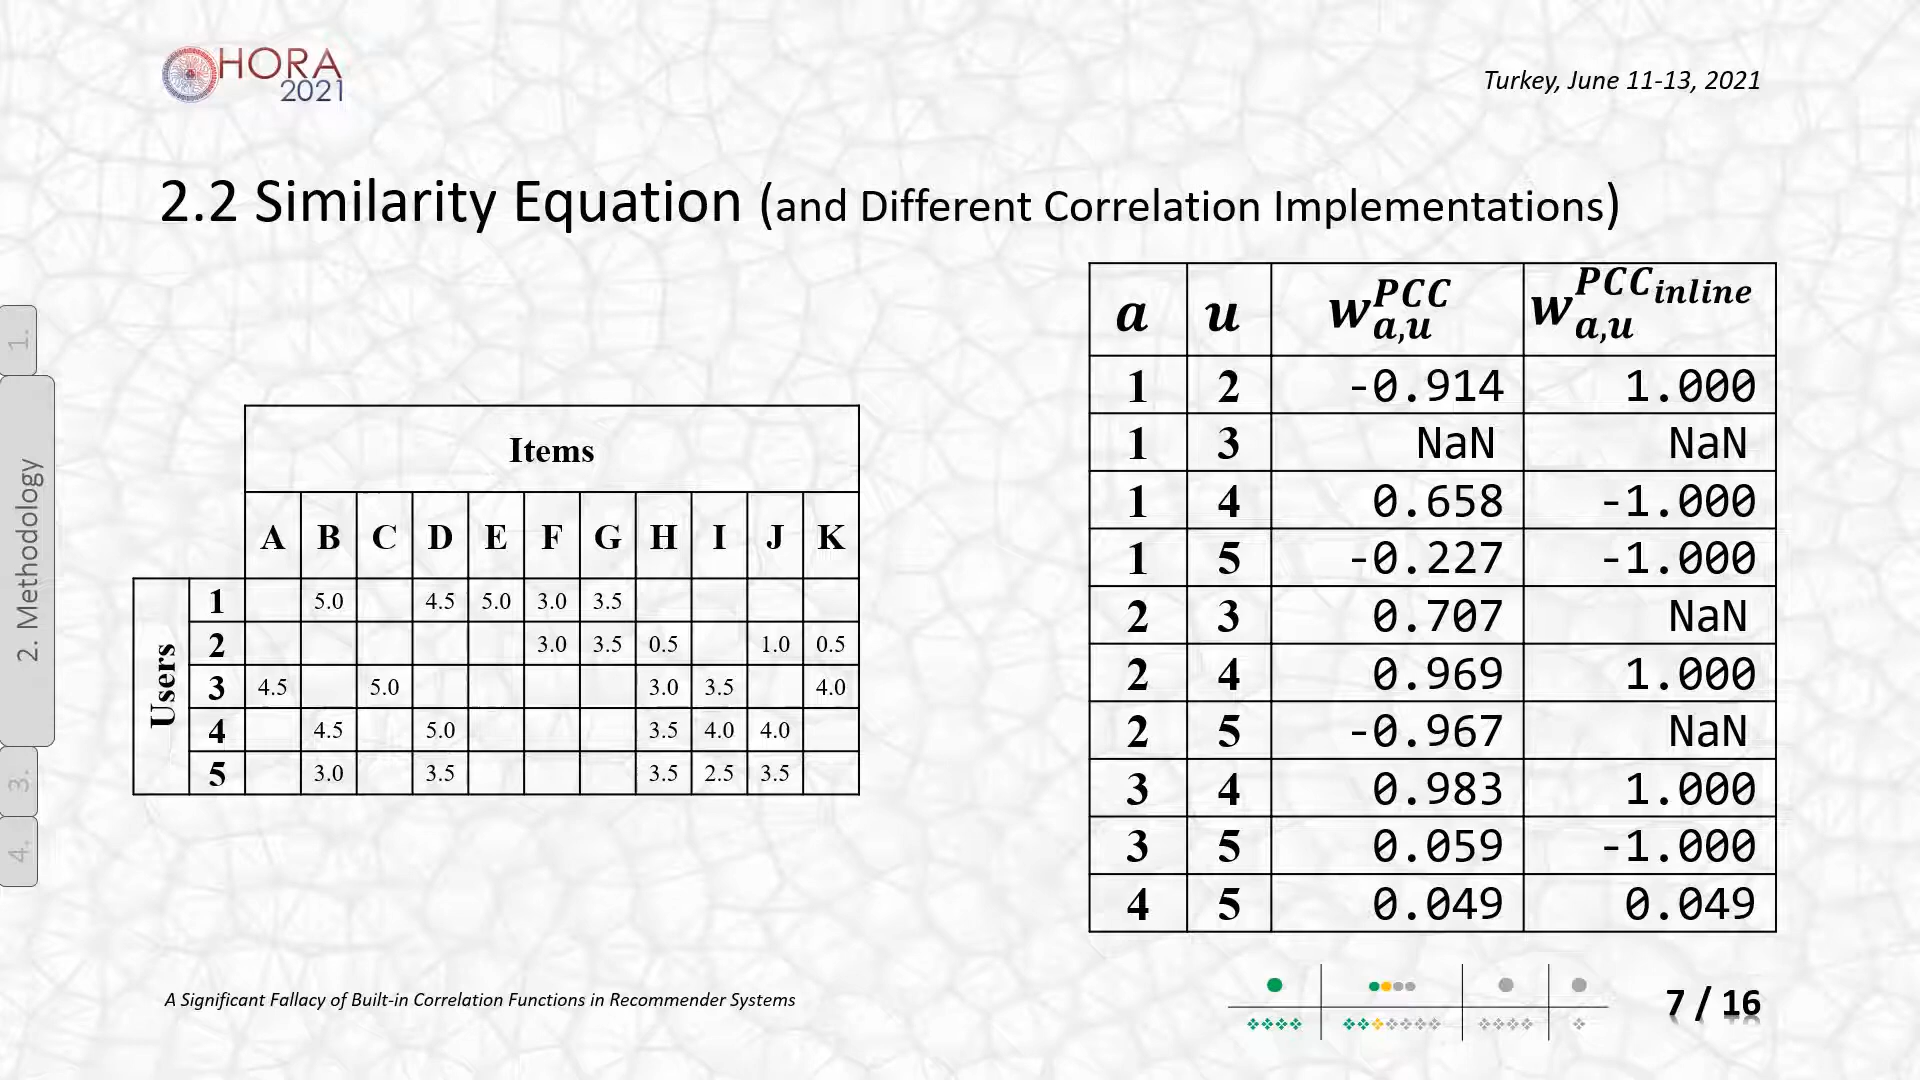 HORA
2021
Turkey, June 11-13, 2021
2.2 Similarity Equation (and Different Correlation Implementations)
1.
2. Methodology
3.
4.
Items
A B C D E F G H I J K
Users
1 5.0 4.5 5.0 3.0 3.5
2 3.0 3.5 0.5 1.0 0.5
3 4.5 5.0 3.0 3.5 4.0
4 4.5 5.0 3.5 4.0 4.0
5 3.0 3.5 3.5 2.5 3.5
a u w_{a,u}^{PCC} w_{a,u}^{PCC_{inline}}
1 2 -0.914 1.000
1 3 NaN NaN
1 4 0.658 -1.000
1 5 -0.227 -1.000
2 3 0.707 NaN
2 4 0.969 1.000
2 5 -0.967 NaN
3 4 0.983 1.000
3 5 0.059 -1.000
4 5 0.049 0.049
A Significant Fallacy of Built-in Correlation Functions in Recommender Systems
7 / 16